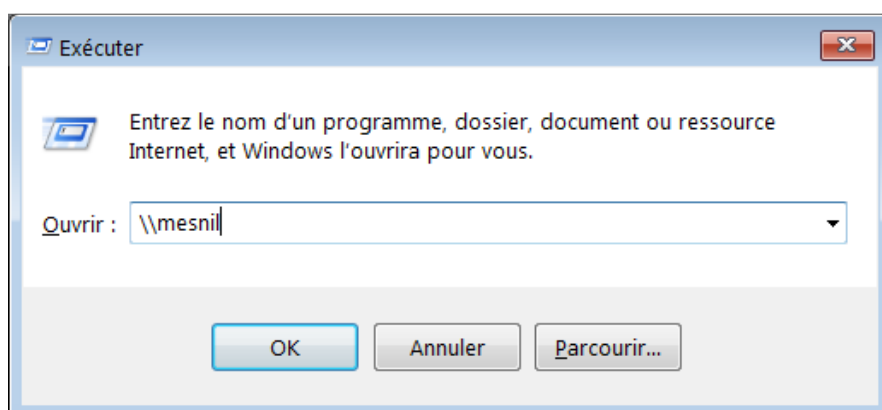 Exécuter
Entrez le nom d'un programme, dossier, document ou ressource
Internet, et Windows l'ouvrira pour vous.
Ouvrir : \\mesnil
OK Annuler Parcourir...